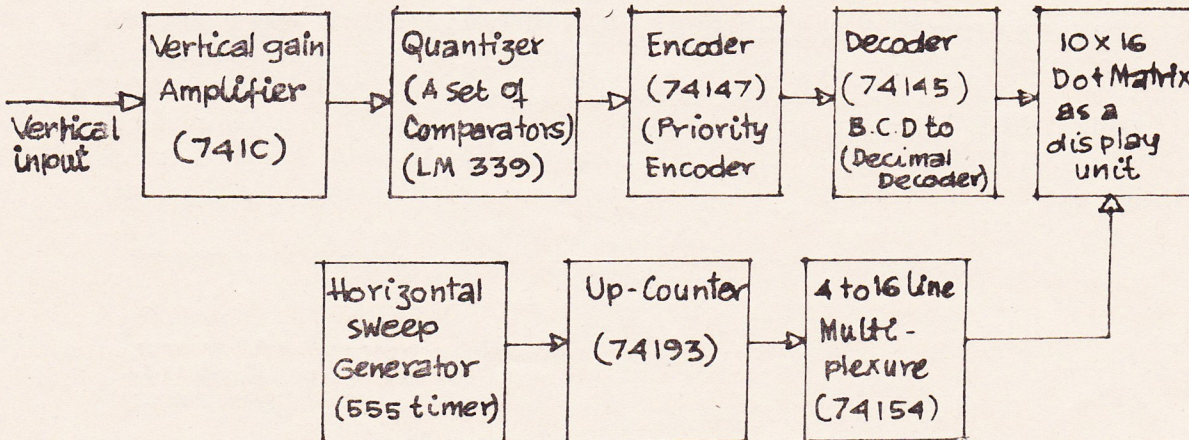 Vertical gain
Amplifier
(741C)
Quantizer
(A set of
Comparators)
(LM 339)
Encoder
(74147)
(Priority
Encoder
Decoder
(74145)
B.C.D to
(Decimal
Decoder)
10 x 16
Dot Matrix
as a
display
unit
Vertical
input
Horizontal
sweep
Generator
(555 timer)
Up-Counter
(74193)
4 to 16 line
Multi-
plexure
(74154)